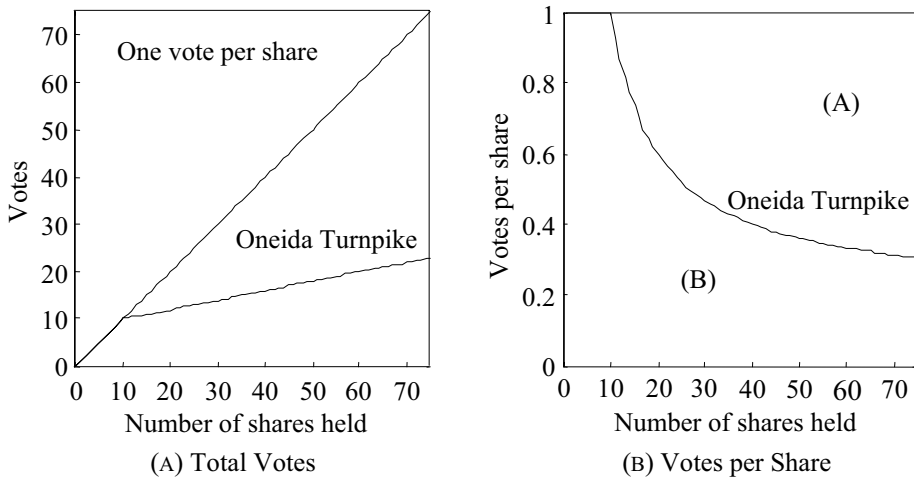 70
60
50
40
30
20
10
0
Votes
One vote per share
Oneida Turnpike
0 10 20 30 40 50 60 70
Number of shares held
(A) Total Votes
1
0.8
0.6
0.4
0.2
0
Votes per share
(A)
Oneida Turnpike
(B)
0 10 20 30 40 50 60 70
Number of shares held
(B) Votes per Share